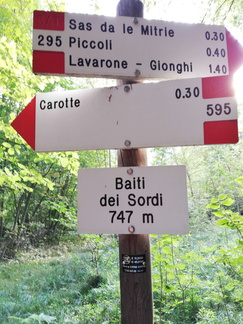 Sas da le Mitrie 0.30
295 Piccoli 0.40
Lavarone - Gionghi 1.40
Carotte 0.30
595
Baiti
dei Sordi
747 m